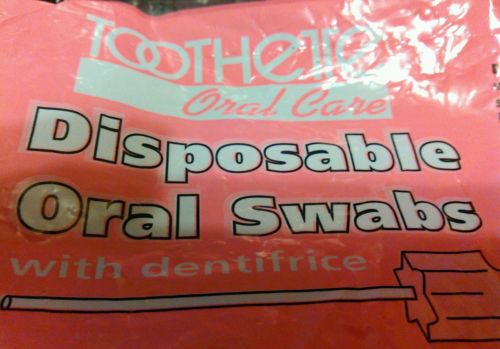 TOOTHETTE
Oral Care
Disposable
Oral Swabs
with dentifrice